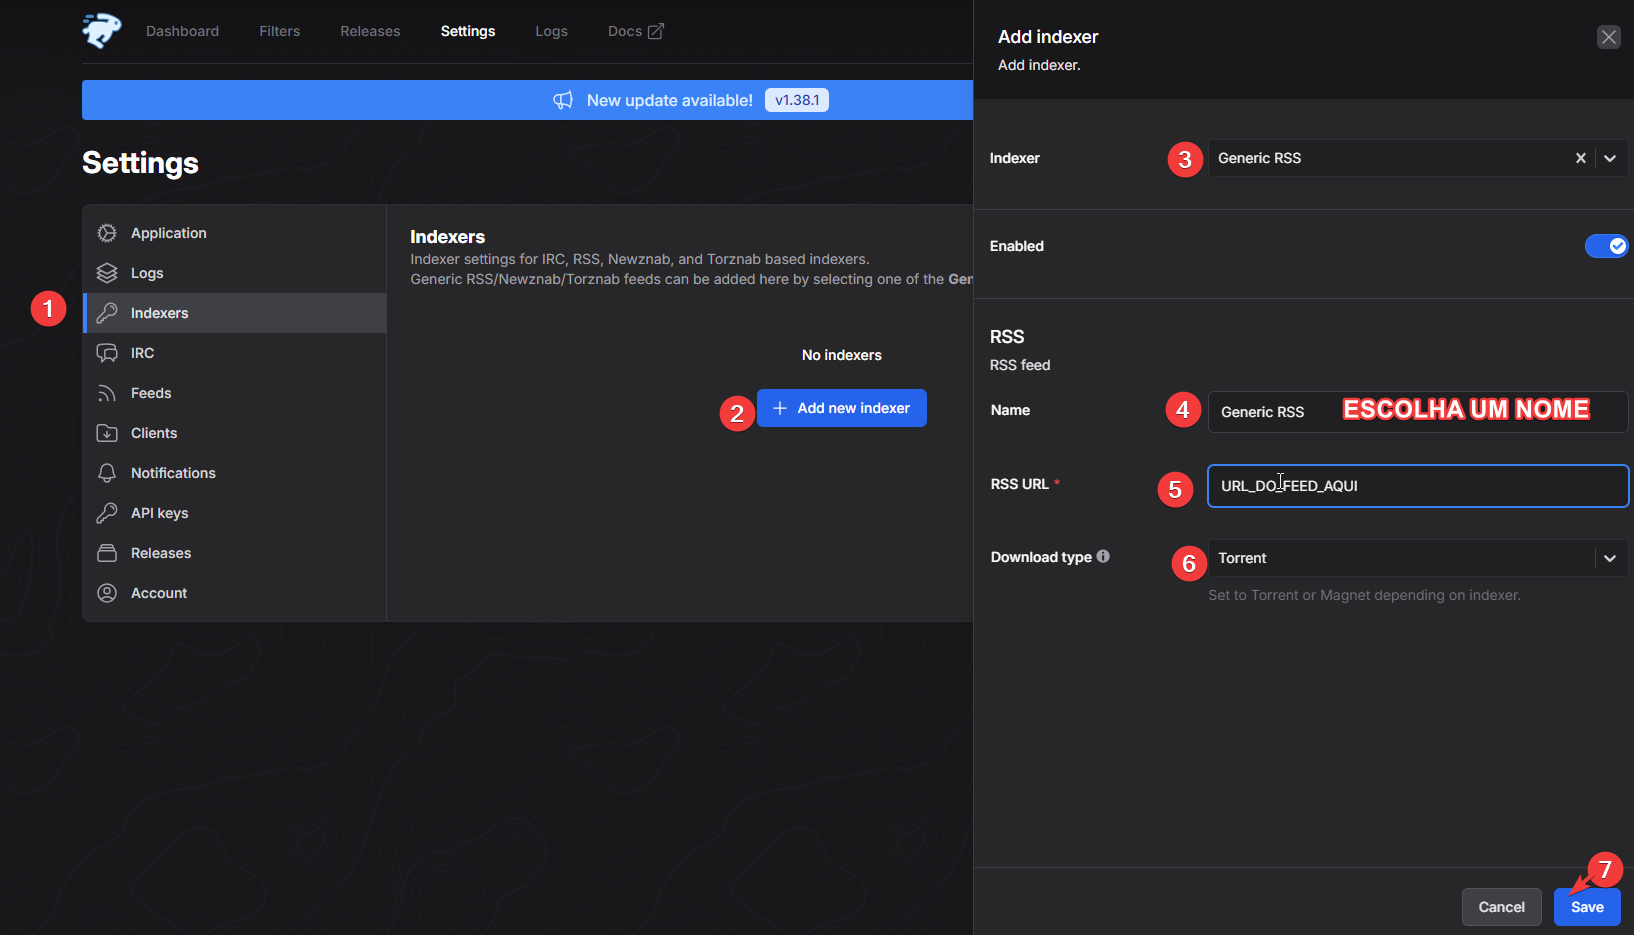 Dashboard Filters Releases Settings Logs Docs
New update available! v1.38.1
Settings
Application
Logs
1
Indexers
IRC
Feeds
Clients
Notifications
API keys
Releases
Account
Indexers
Indexer settings for IRC, RSS, Newznab, and Torznab based indexers.
Generic RSS/Newznab/Torznab feeds can be added here by selecting one of the Gen
No indexers
2
Add new indexer
Add indexer
Add indexer.
Indexer 3 Generic RSS
Enabled
RSS
RSS feed
Name 4 Generic RSS ESCOLHA UM NOME
RSS URL * 5 URL_DO_FEED_AQUI
Download type 6 Torrent
Set to Torrent or Magnet depending on indexer.
7
Cancel Save